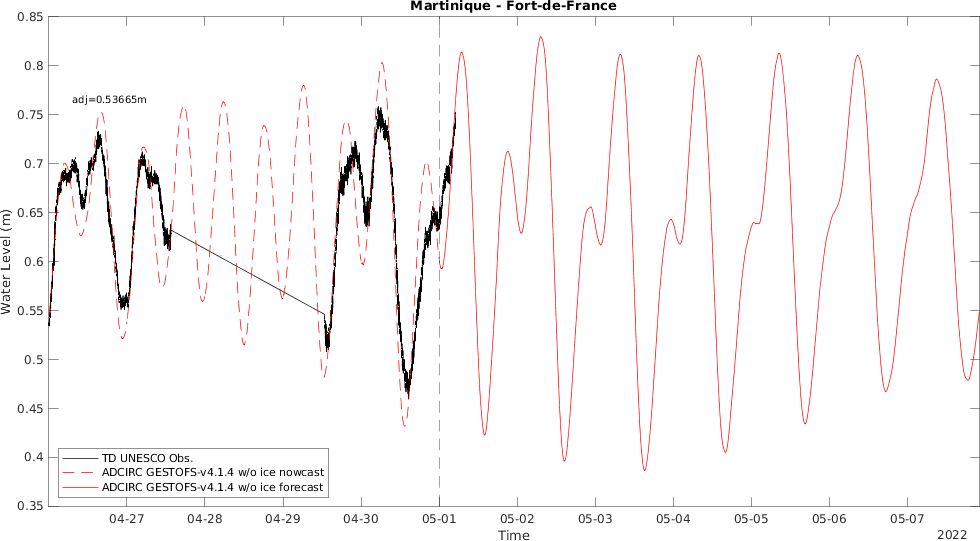 Martinique - Fort-de-France
0.85
0.8
0.75
0.7
0.65
0.6
0.55
0.5
0.45
0.4
0.35
Water Level (m)
adj=0.53665m
TD UNESCO Obs.
ADCIRC GESTOFS-v4.1.4 w/o ice nowcast
ADCIRC GESTOFS-v4.1.4 w/o ice forecast
04-27 04-28 04-29 04-30 05-01 05-02 05-03 05-04 05-05 05-06 05-07
Time
2022